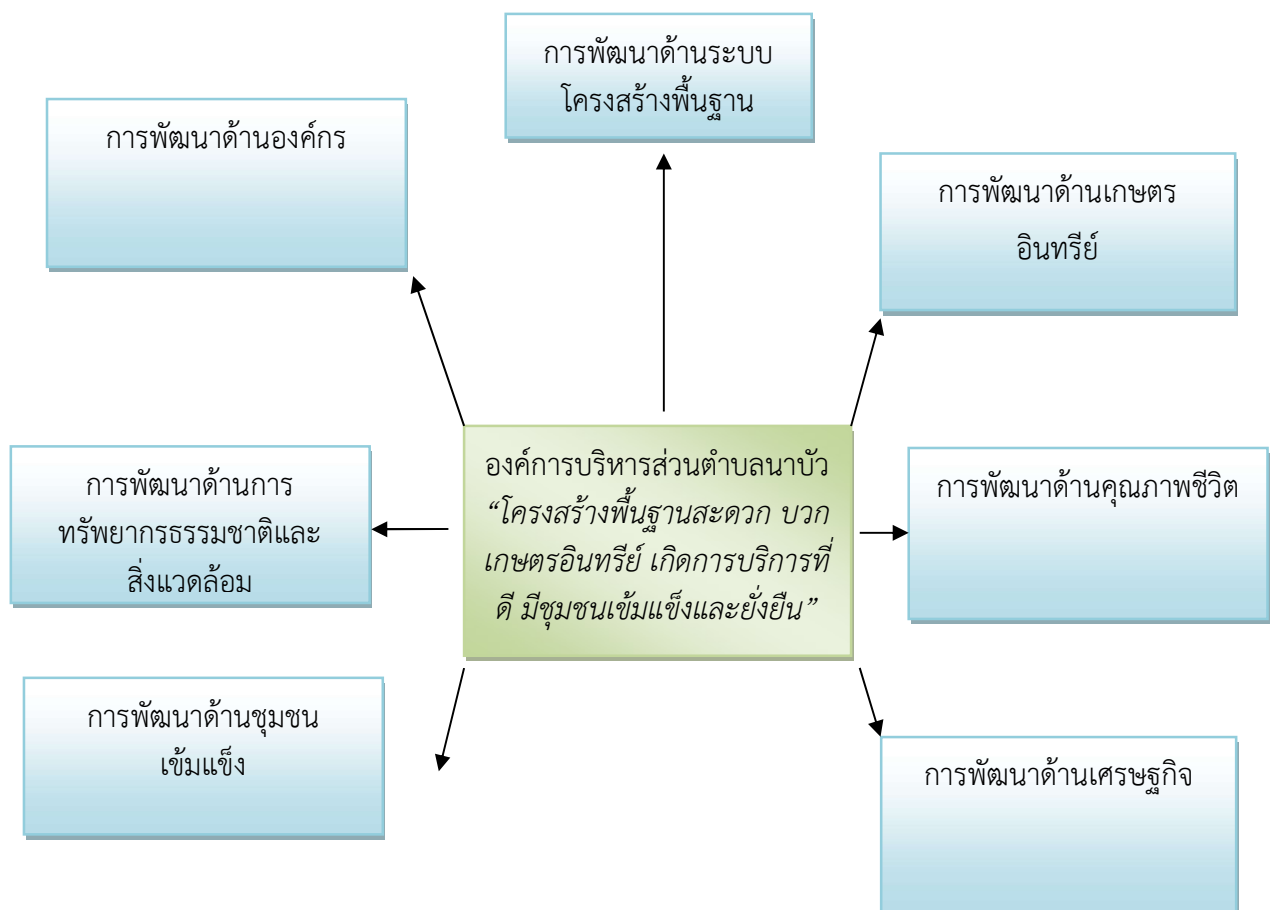 การพัฒนาด้านระบบ
โครงสร้างพื้นฐาน
การพัฒนาด้านองค์กร
การพัฒนาด้านเกษตร
อินทรีย์
องค์การบริหารส่วนตำบลนาบัว
“โครงสร้างพื้นฐานสะดวก บวก
เกษตรอินทรีย์ เกิดการบริการที่
ดี มีชุมชนเข้มแข็งและยั่งยืน”
การพัฒนาด้านการ
ทรัพยากรธรรมชาติและ
สิ่งแวดล้อม
การพัฒนาด้านคุณภาพชีวิต
การพัฒนาด้านชุมชน
เข้มแข็ง
การพัฒนาด้านเศรษฐกิจ